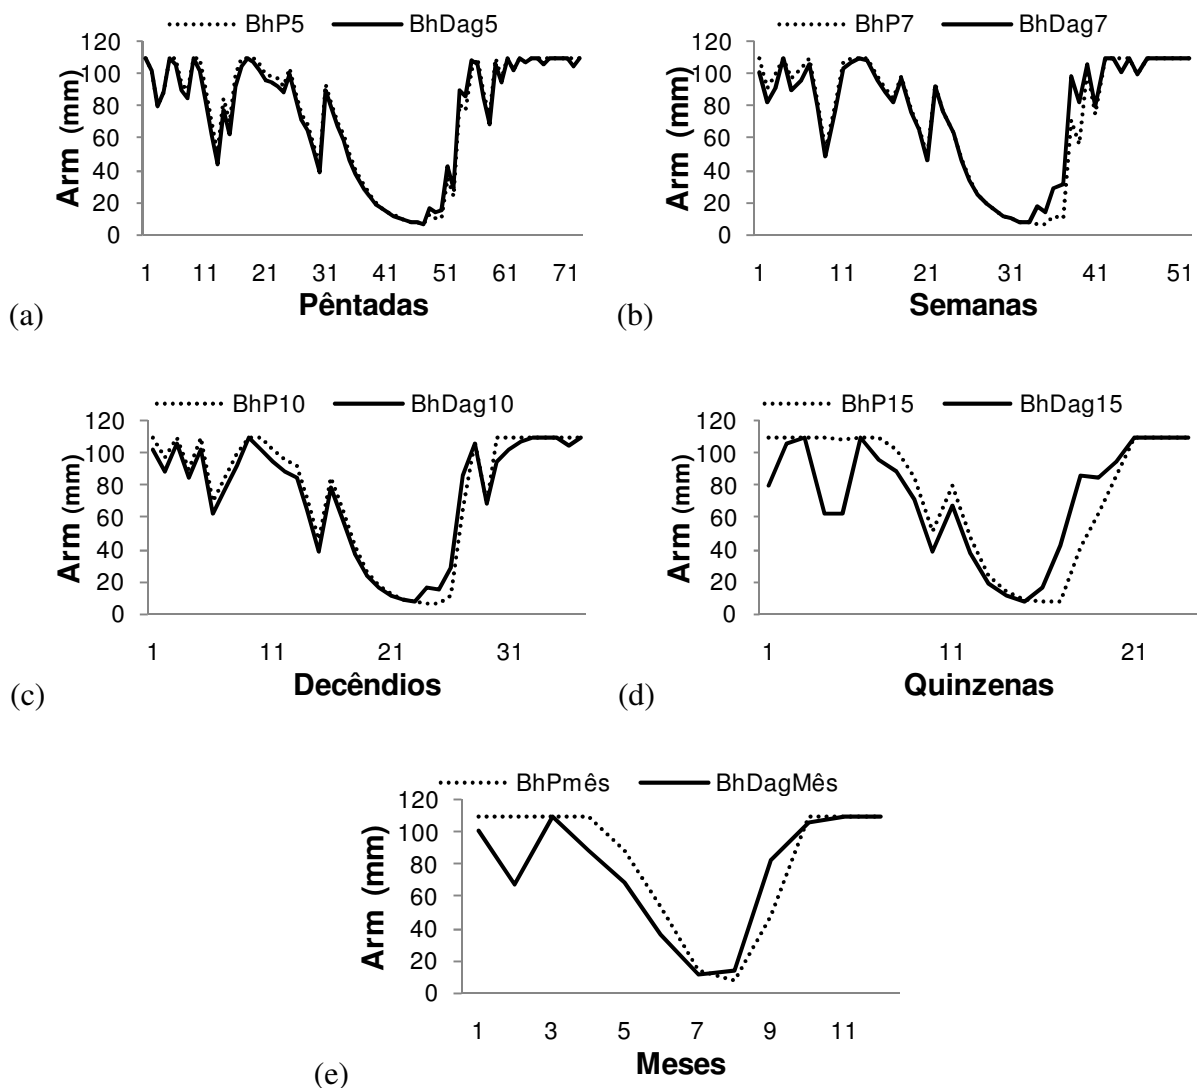 BhP5 BhDag5
120
100
80
60
40
20
0
Arm (mm)
1 11 21 31 41 51 61 71
Pêntadas
(a)
BhP7 BhDag7
120
100
80
60
40
20
0
Arm (mm)
1 11 21 31 41 51
Semanas
(b)
BhP10 BhDag10
120
100
80
60
40
20
0
Arm (mm)
1 11 21 31
Decêndios
(c)
BhP15 BhDag15
120
100
80
60
40
20
0
Arm (mm)
1 11 21
Quinzenas
(d)
BhPmês BhDagMês
120
100
80
60
40
20
0
Arm (mm)
1 3 5 7 9 11
Meses
(e)